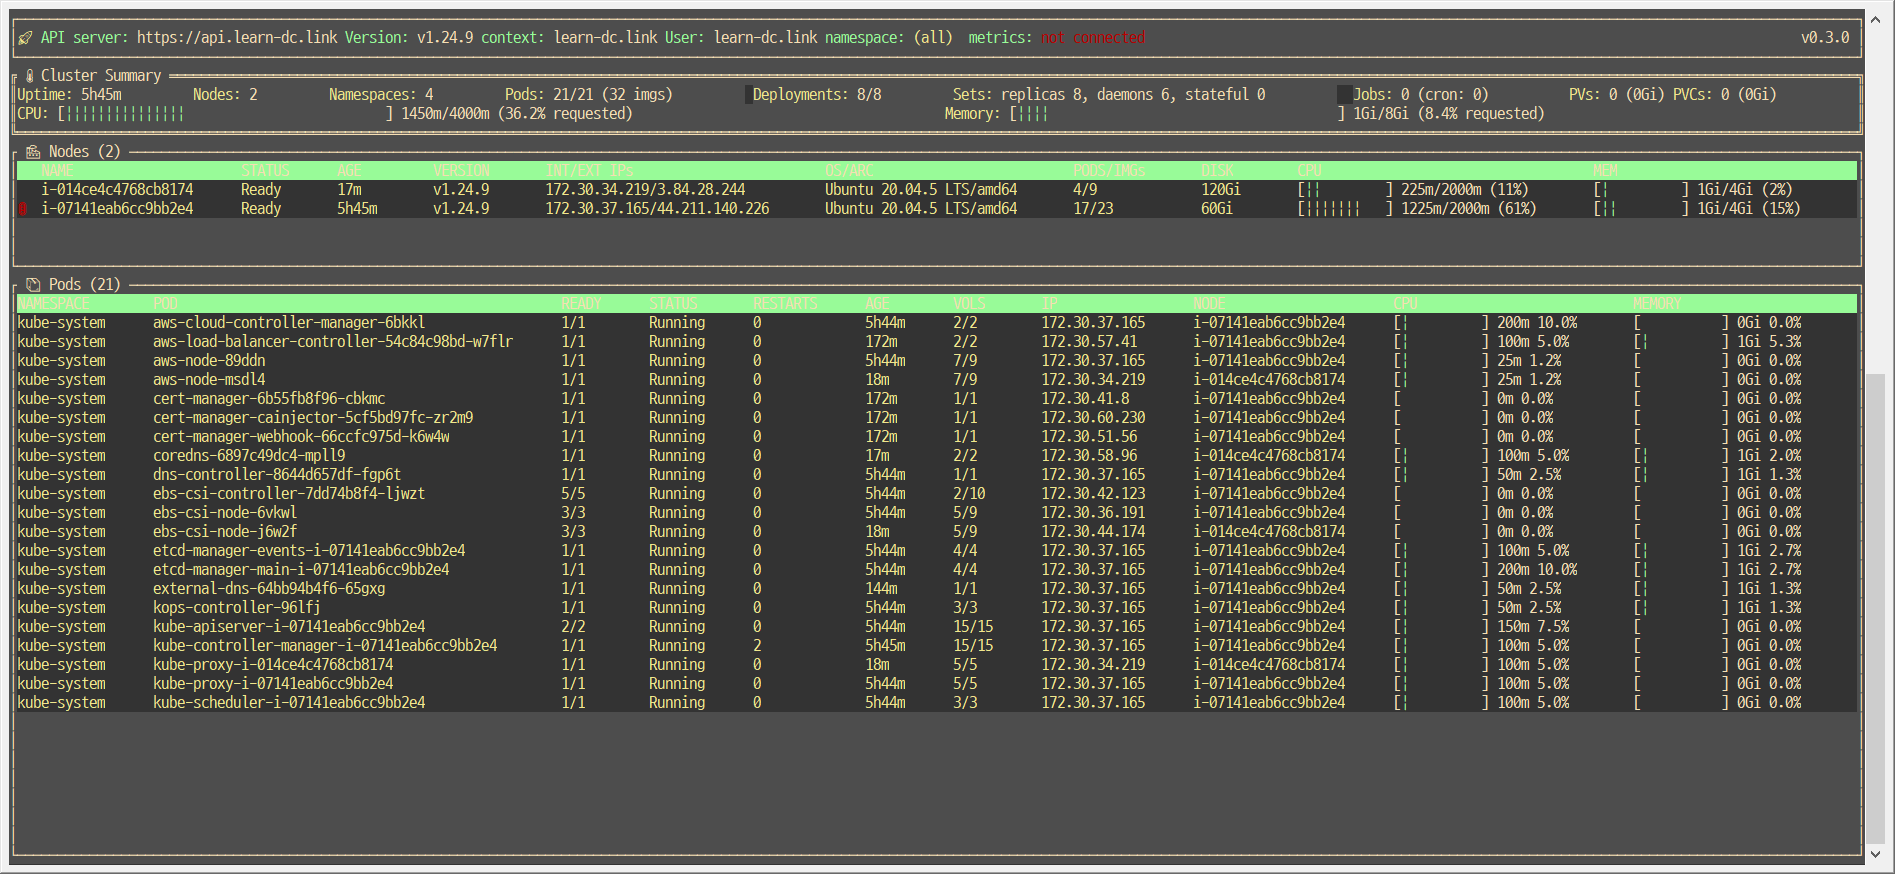 API server: https://api.learn-dc.link Version: v1.24.9 context: learn-dc.link User: learn-dc.link namespace: (all) metrics: not connected v0.3.0
Cluster Summary
Uptime: 5h45m Nodes: 2 Namespaces: 4 Pods: 21/21 (32 imgs) Deployments: 8/8 Sets: replicas 8, daemons 6, stateful 0 Jobs: 0 (cron: 0) PVs: 0 (0Gi) PVCs: 0 (0Gi)
CPU: [¦¦¦¦¦¦¦¦¦¦¦¦¦¦¦ ] 1450m/4000m (36.2% requested) Memory: [¦¦¦¦ ] 1Gi/8Gi (8.4% requested)
Nodes (2)
NAME STATUS AGE VERSION INT/EXT IPs OS/ARC PODS/IMGs DISK CPU MEM
i-014ce4c4768cb8174 Ready 17m v1.24.9 172.30.34.219/3.84.28.244 Ubuntu 20.04.5 LTS/amd64 4/9 120Gi [¦¦ ] 225m/2000m (11%) [¦ ] 1Gi/4Gi (2%)
i-07141eab6cc9bb2e4 Ready 5h45m v1.24.9 172.30.37.165/44.211.140.226 Ubuntu 20.04.5 LTS/amd64 17/23 60Gi [¦¦¦¦¦¦¦ ] 1225m/2000m (61%) [¦¦ ] 1Gi/4Gi (15%)
Pods (21)
NAMESPACE POD READY STATUS RESTARTS AGE VOLS IP NODE CPU MEMORY
kube-system aws-cloud-controller-manager-6bkkl 1/1 Running 0 5h44m 2/2 172.30.37.165 i-07141eab6cc9bb2e4 [¦ ] 200m 10.0% [ ] 0Gi 0.0%
kube-system aws-load-balancer-controller-54c84c98bd-w7flr 1/1 Running 0 172m 2/2 172.30.57.41 i-07141eab6cc9bb2e4 [¦ ] 100m 5.0% [¦ ] 1Gi 5.3%
kube-system aws-node-89ddn 1/1 Running 0 5h44m 7/9 172.30.37.165 i-07141eab6cc9bb2e4 [¦ ] 25m 1.2% [ ] 0Gi 0.0%
kube-system aws-node-msdl4 1/1 Running 0 18m 7/9 172.30.34.219 i-014ce4c4768cb8174 [¦ ] 25m 1.2% [ ] 0Gi 0.0%
kube-system cert-manager-6b55fb8f96-cbkmc 1/1 Running 0 172m 1/1 172.30.41.8 i-07141eab6cc9bb2e4 [ ] 0m 0.0% [ ] 0Gi 0.0%
kube-system cert-manager-cainjector-5cf5bd97fc-zr2m9 1/1 Running 0 172m 1/1 172.30.60.230 i-07141eab6cc9bb2e4 [ ] 0m 0.0% [ ] 0Gi 0.0%
kube-system cert-manager-webhook-66ccfc975d-k6w4w 1/1 Running 0 172m 1/1 172.30.51.56 i-07141eab6cc9bb2e4 [ ] 0m 0.0% [ ] 0Gi 0.0%
kube-system coredns-6897c49dc4-mpll9 1/1 Running 0 17m 2/2 172.30.58.96 i-014ce4c4768cb8174 [¦ ] 100m 5.0% [¦ ] 1Gi 2.0%
kube-system dns-controller-8644d657df-fgp6t 1/1 Running 0 5h44m 1/1 172.30.37.165 i-07141eab6cc9bb2e4 [¦ ] 50m 2.5% [¦ ] 1Gi 1.3%
kube-system ebs-csi-controller-7dd74b8f4-ljwzt 5/5 Running 0 5h44m 2/10 172.30.42.123 i-07141eab6cc9bb2e4 [ ] 0m 0.0% [ ] 0Gi 0.0%
kube-system ebs-csi-node-6vkwl 3/3 Running 0 5h44m 5/9 172.30.36.191 i-07141eab6cc9bb2e4 [ ] 0m 0.0% [ ] 0Gi 0.0%
kube-system ebs-csi-node-j6w2f 3/3 Running 0 18m 5/9 172.30.44.174 i-014ce4c4768cb8174 [ ] 0m 0.0% [ ] 0Gi 0.0%
kube-system etcd-manager-events-i-07141eab6cc9bb2e4 1/1 Running 0 5h44m 4/4 172.30.37.165 i-07141eab6cc9bb2e4 [¦ ] 100m 5.0% [¦ ] 1Gi 2.7%
kube-system etcd-manager-main-i-07141eab6cc9bb2e4 1/1 Running 0 5h44m 4/4 172.30.37.165 i-07141eab6cc9bb2e4 [¦ ] 200m 10.0% [¦ ] 1Gi 2.7%
kube-system external-dns-64bb94b4f6-65gxg 1/1 Running 0 144m 1/1 172.30.37.165 i-07141eab6cc9bb2e4 [¦ ] 50m 2.5% [¦ ] 1Gi 1.3%
kube-system kops-controller-96lfj 1/1 Running 0 5h44m 3/3 172.30.37.165 i-07141eab6cc9bb2e4 [¦ ] 50m 2.5% [¦ ] 1Gi 1.3%
kube-system kube-apiserver-i-07141eab6cc9bb2e4 2/2 Running 0 5h44m 15/15 172.30.37.165 i-07141eab6cc9bb2e4 [¦ ] 150m 7.5% [ ] 0Gi 0.0%
kube-system kube-controller-manager-i-07141eab6cc9bb2e4 1/1 Running 2 5h45m 15/15 172.30.37.165 i-07141eab6cc9bb2e4 [¦ ] 100m 5.0% [ ] 0Gi 0.0%
kube-system kube-proxy-i-014ce4c4768cb8174 1/1 Running 0 18m 5/5 172.30.34.219 i-014ce4c4768cb8174 [¦ ] 100m 5.0% [ ] 0Gi 0.0%
kube-system kube-proxy-i-07141eab6cc9bb2e4 1/1 Running 0 5h44m 5/5 172.30.37.165 i-07141eab6cc9bb2e4 [¦ ] 100m 5.0% [ ] 0Gi 0.0%
kube-system kube-scheduler-i-07141eab6cc9bb2e4 1/1 Running 0 5h44m 3/3 172.30.37.165 i-07141eab6cc9bb2e4 [¦ ] 100m 5.0% [ ] 0Gi 0.0%